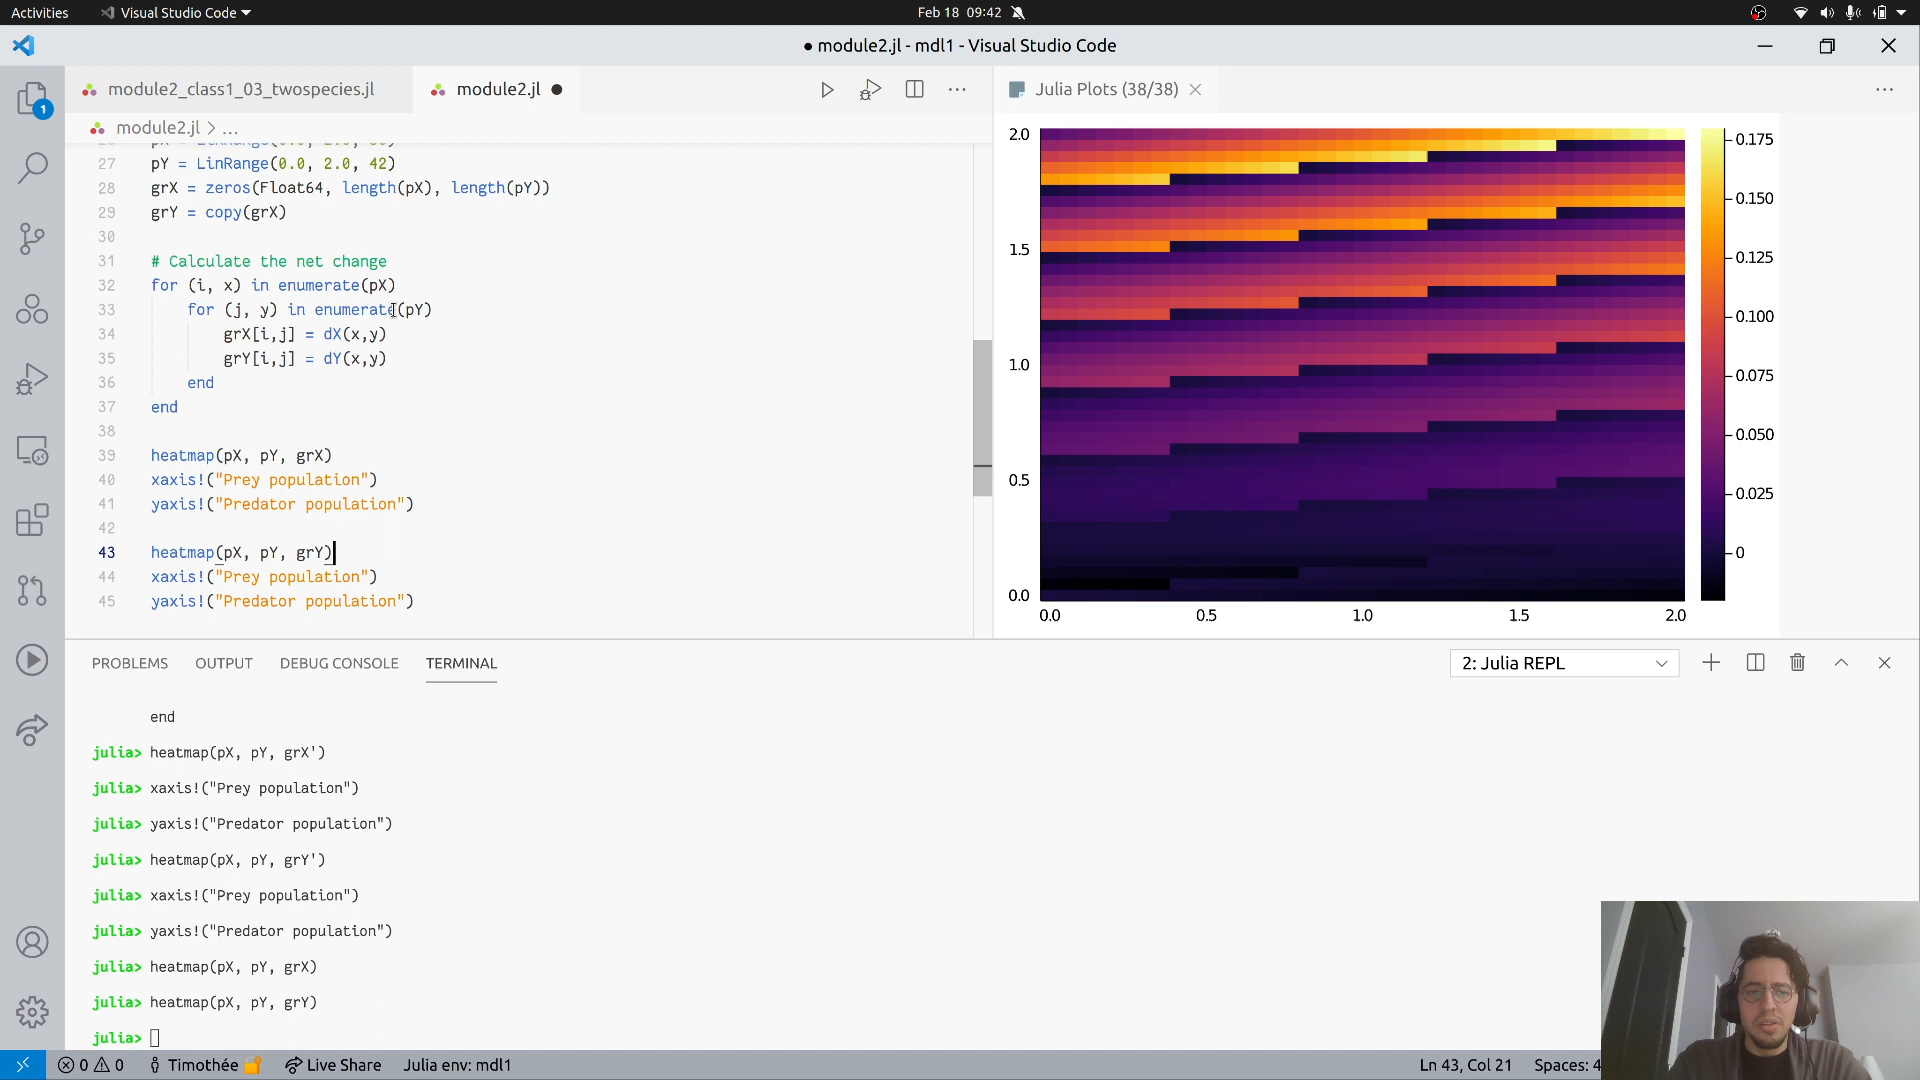 Activities
Visual Studio Code
Feb 18 09:42
● module2.jl - mdl1 - Visual Studio Code
1
module2_class1_03_twospecies.jl
module2.jl
Julia Plots (38/38)
module2.jl > ...
27 pY = LinRange(0.0, 2.0, 42)
28 grX = zeros(Float64, length(pX), length(pY))
29 grY = copy(grX)
30
31 # Calculate the net change
32 for (i, x) in enumerate(pX)
33 for (j, y) in enumerate(pY)
34 grX[i,j] = dX(x,y)
35 grY[i,j] = dY(x,y)
36 end
37 end
38
39 heatmap(pX, pY, grX)
40 xaxis!("Prey population")
41 yaxis!("Predator population")
42
43 heatmap(pX, pY, grY)
44 xaxis!("Prey population")
45 yaxis!("Predator population")
2.0
1.5
1.0
0.5
0.0
0.0 0.5 1.0 1.5 2.0
0.175
0.150
0.125
0.100
0.075
0.050
0.025
0
PROBLEMS OUTPUT DEBUG CONSOLE TERMINAL
2: Julia REPL
end
julia> heatmap(pX, pY, grX')
julia> xaxis!("Prey population")
julia> yaxis!("Predator population")
julia> heatmap(pX, pY, grY')
julia> xaxis!("Prey population")
julia> yaxis!("Predator population")
julia> heatmap(pX, pY, grX)
julia> heatmap(pX, pY, grY)
julia>
0 0 Timothée Live Share Julia env: mdl1
Ln 43, Col 21 Spaces: 4